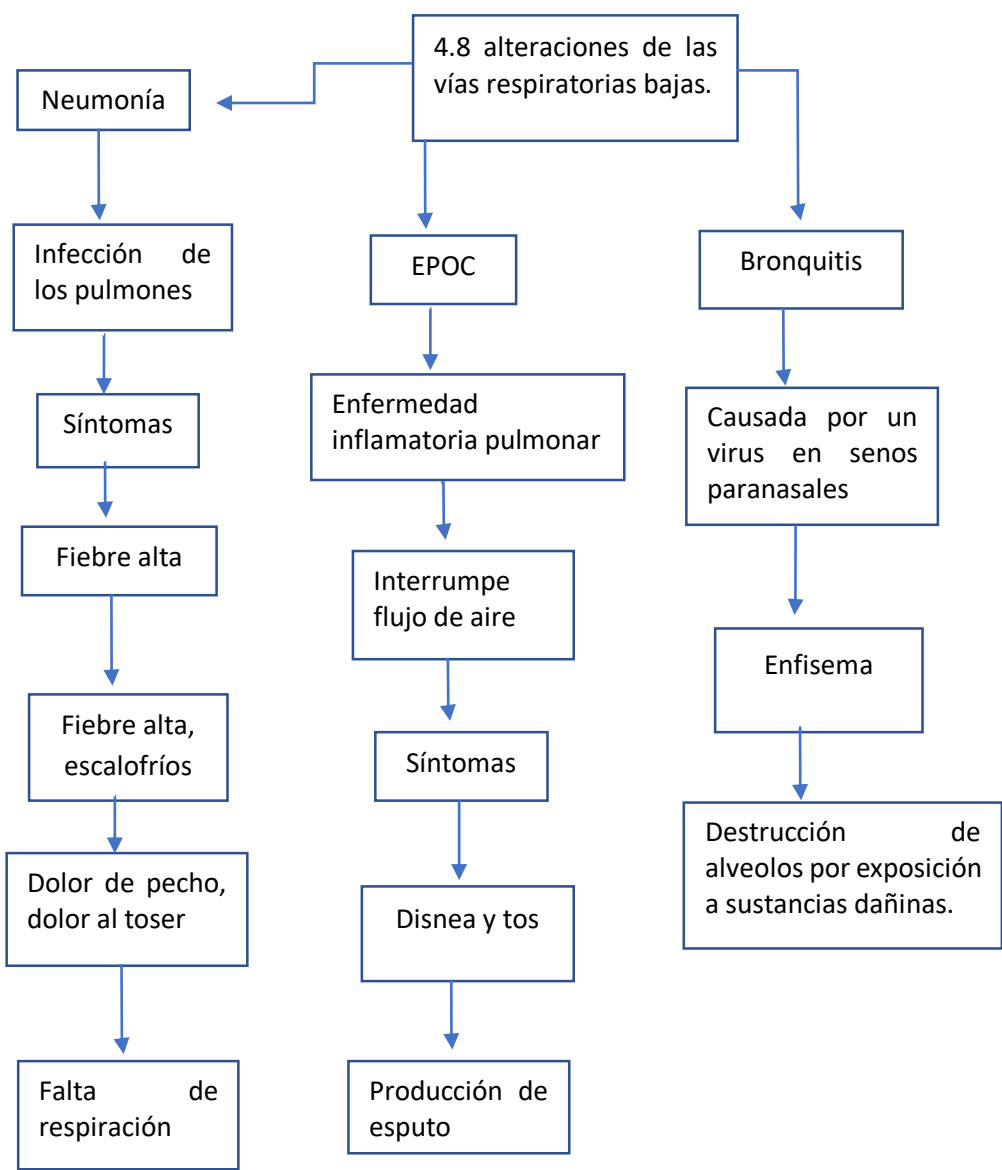 4.8 alteraciones de las
vías respiratorias bajas.
Neumonía
Infección de
los pulmones
Síntomas
Fiebre alta
Fiebre alta,
escalofríos
Dolor de pecho,
dolor al toser
Falta de
respiración
EPOC
Enfermedad
inflamatoria pulmonar
Interrumpe
flujo de aire
Síntomas
Disnea y tos
Producción de
esputo
Bronquitis
Causada por un
virus en senos
paranasales
Enfisema
Destrucción de
alveolos por exposición
a sustancias dañinas.